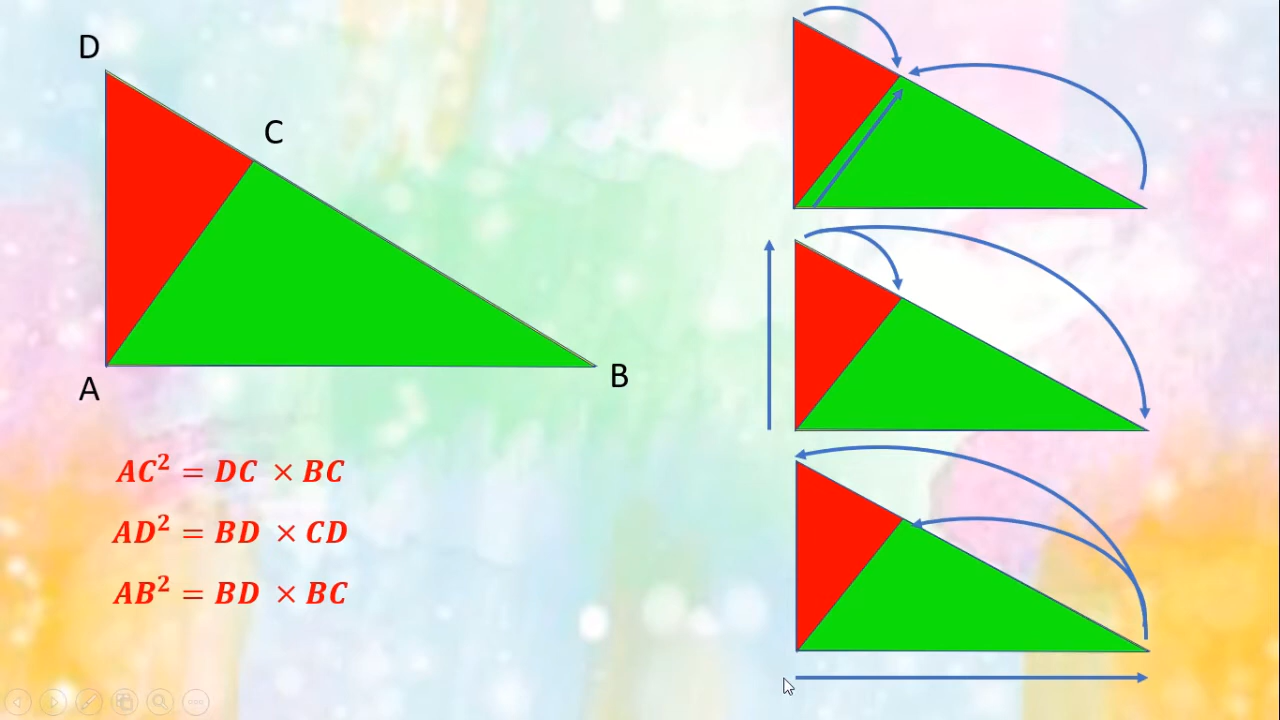 D
C
A
B
AC² = DC × BC
AD² = BD × CD
AB² = BD × BC